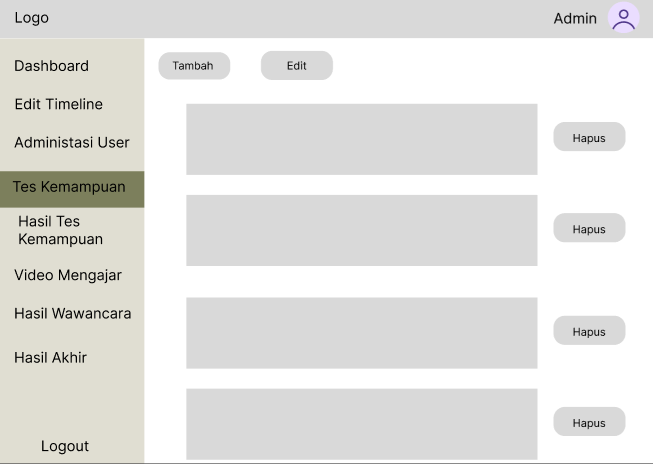 Logo
Admin
Dashboard
Tambah
Edit
Edit Timeline
Administasi User
Hapus
Tes Kemampuan
Hasil Tes
Kemampuan
Hapus
Video Mengajar
Hasil Wawancara
Hapus
Hasil Akhir
Hapus
Logout